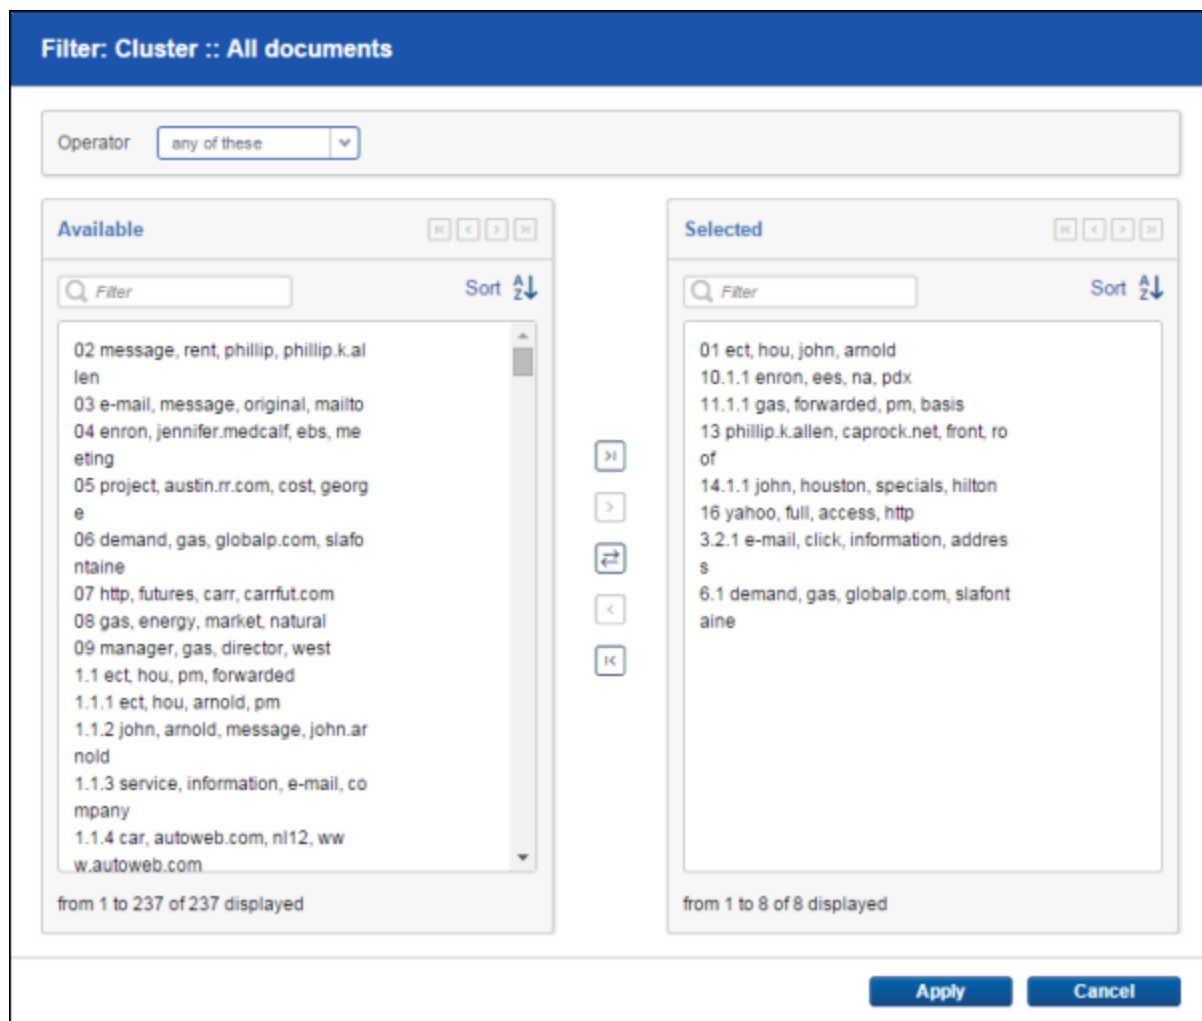 Filter: Cluster :: All documents
Operator any of these
Available
Filter
Sort AZ
02 message, rent, phillip, phillip.k.al
len
03 e-mail, message, original, mailto
04 enron, jennifer.medcalf, ebs, me
eting
05 project, austin.rr.com, cost, georg
e
06 demand, gas, globalp.com, slafo
ntaine
07 http, futures, carr, carrfut.com
08 gas, energy, market, natural
09 manager, gas, director, west
1.1 ect, hou, pm, forwarded
1.1.1 ect, hou, arnold, pm
1.1.2 john, arnold, message, john.ar
nold
1.1.3 service, information, e-mail, co
mpany
1.1.4 car, autoweb.com, nl12, ww
w.autoweb.com
from 1 to 237 of 237 displayed
Selected
Filter
Sort AZ
01 ect, hou, john, arnold
10.1.1 enron, ees, na, pdx
11.1.1 gas, forwarded, pm, basis
13 phillip.k.allen, caprock.net, front, ro
of
14.1.1 john, houston, specials, hilton
16 yahoo, full, access, http
3.2.1 e-mail, click, information, addres
s
6.1 demand, gas, globalp.com, slafont
aine
from 1 to 8 of 8 displayed
Apply Cancel